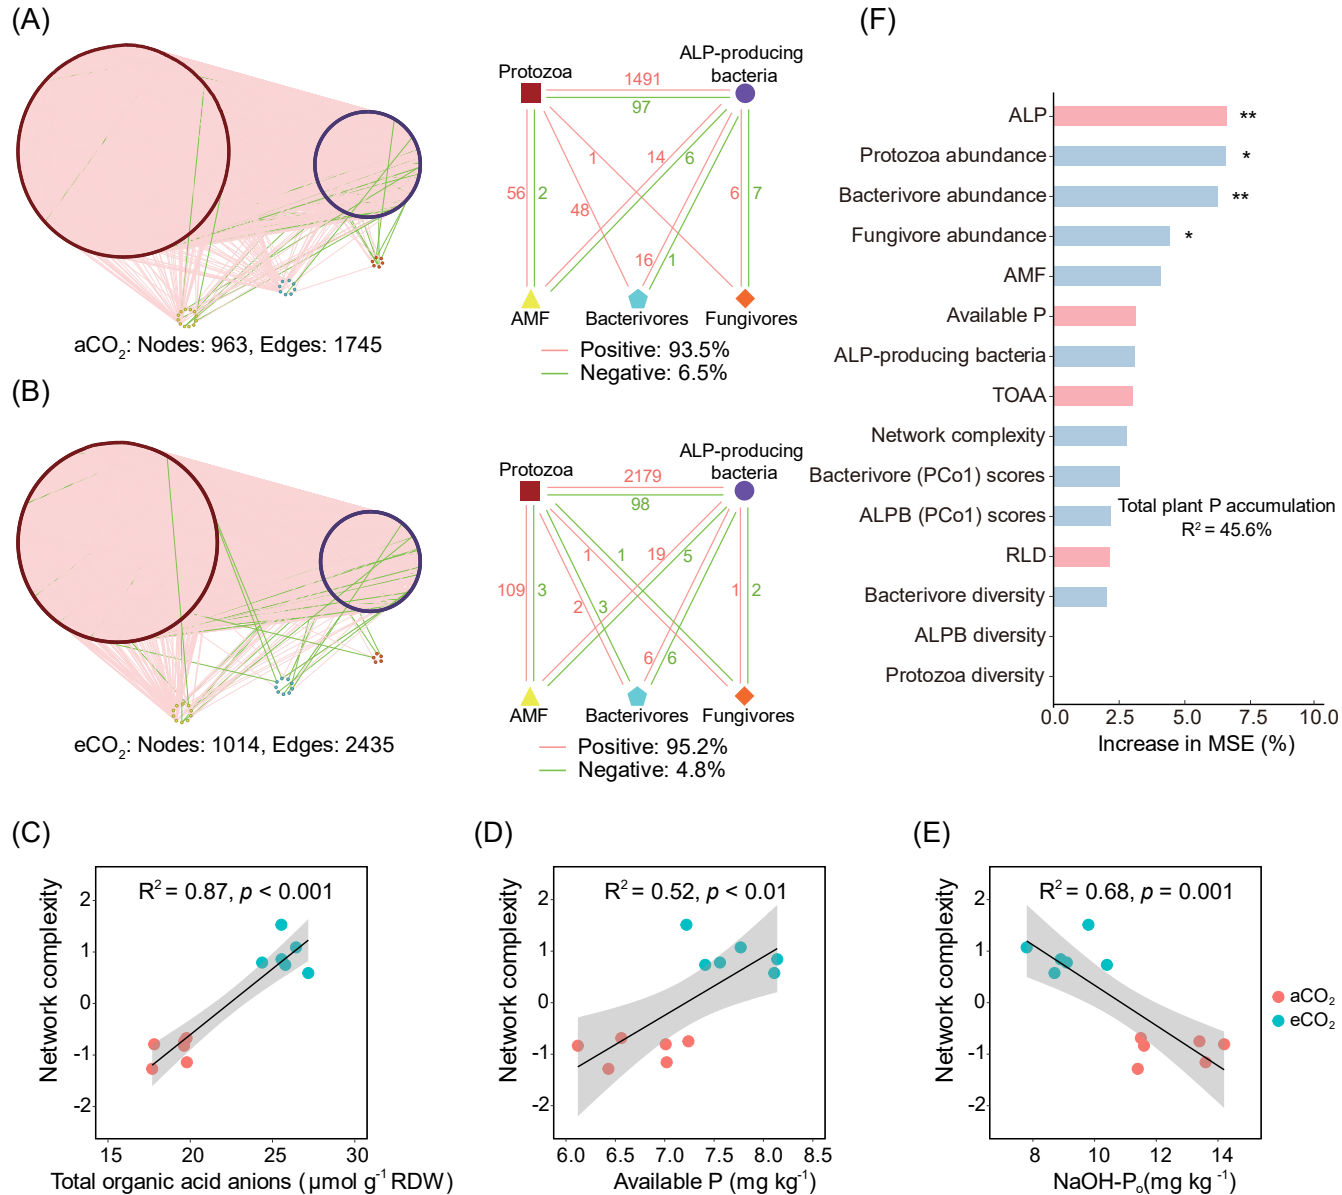 (A)
Protozoa
ALP-producing
bacteria
1491
97
1
14
6
56
2
48
6
7
16
1
AMF
Bacterivores
Fungivores
Positive: 93.5%
Negative: 6.5%
aCO2: Nodes: 963, Edges: 1745
(B)
Protozoa
ALP-producing
bacteria
2179
98
1
1
19
5
109
3
2
3
1
2
6
6
AMF
Bacterivores
Fungivores
Positive: 95.2%
Negative: 4.8%
eCO2: Nodes: 1014, Edges: 2435
(F)
ALP
**
Protozoa abundance
*
Bacterivore abundance
**
Fungivore abundance
*
AMF
Available P
ALP-producing bacteria
TOAA
Network complexity
Bacterivore (PCo1) scores
ALPB (PCo1) scores
Total plant P accumulation
R² = 45.6%
RLD
Bacterivore diversity
ALPB diversity
Protozoa diversity
0.0 2.5 5.0 7.5 10.0
Increase in MSE (%)
(C)
R² = 0.87, p < 0.001
Network complexity
2
1
0
-1
-2
15 20 25 30
Total organic acid anions (μmol g⁻¹ RDW)
(D)
R² = 0.52, p < 0.01
Network complexity
2
1
0
-1
-2
6.0 6.5 7.0 7.5 8.0 8.5
Available P (mg kg⁻¹)
(E)
R² = 0.68, p = 0.001
Network complexity
2
1
0
-1
-2
8 10 12 14
NaOH-Pₒ(mg kg⁻¹)
aCO2
eCO2